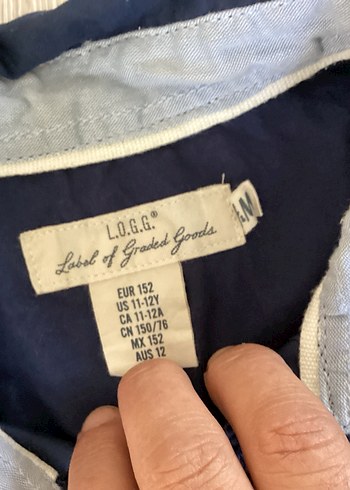 L.O.G.G.®
Label of Graded Goods
EUR 152
US 11-12Y
CA 11-12A
CN 150/76
MX 152
AUS 12